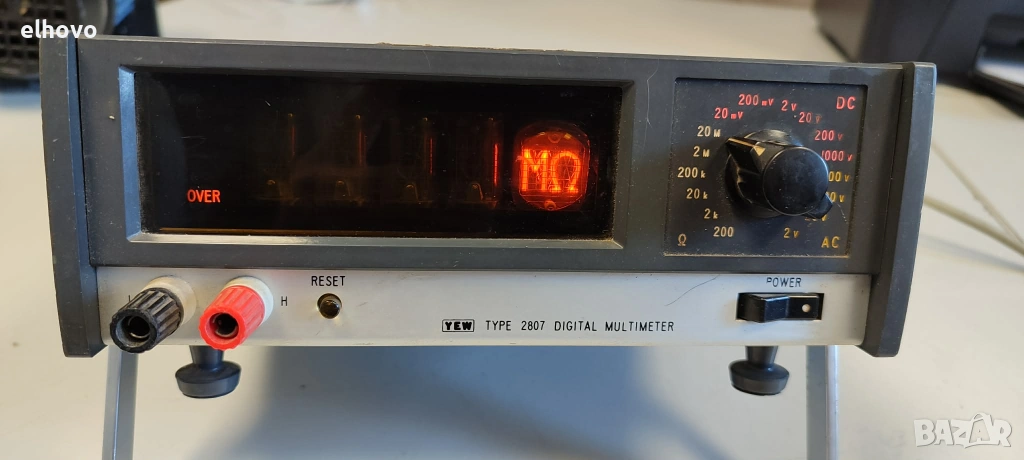 elhovo
OVER
MΩ
DC
200 mV 2 V
20 mV 20 V
20 M 200 V
2 M 1000 V
200 k
20 k
2 k
200 2 V
Ω AC
L H RESET POWER
YEW TYPE 2807 DIGITAL MULTIMETER
BAZAR